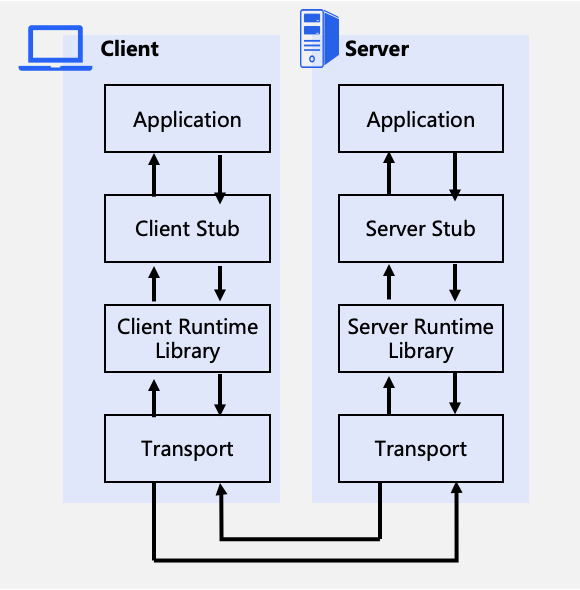 Client
Application
Client Stub
Client Runtime
Library
Transport
Server
Application
Server Stub
Server Runtime
Library
Transport